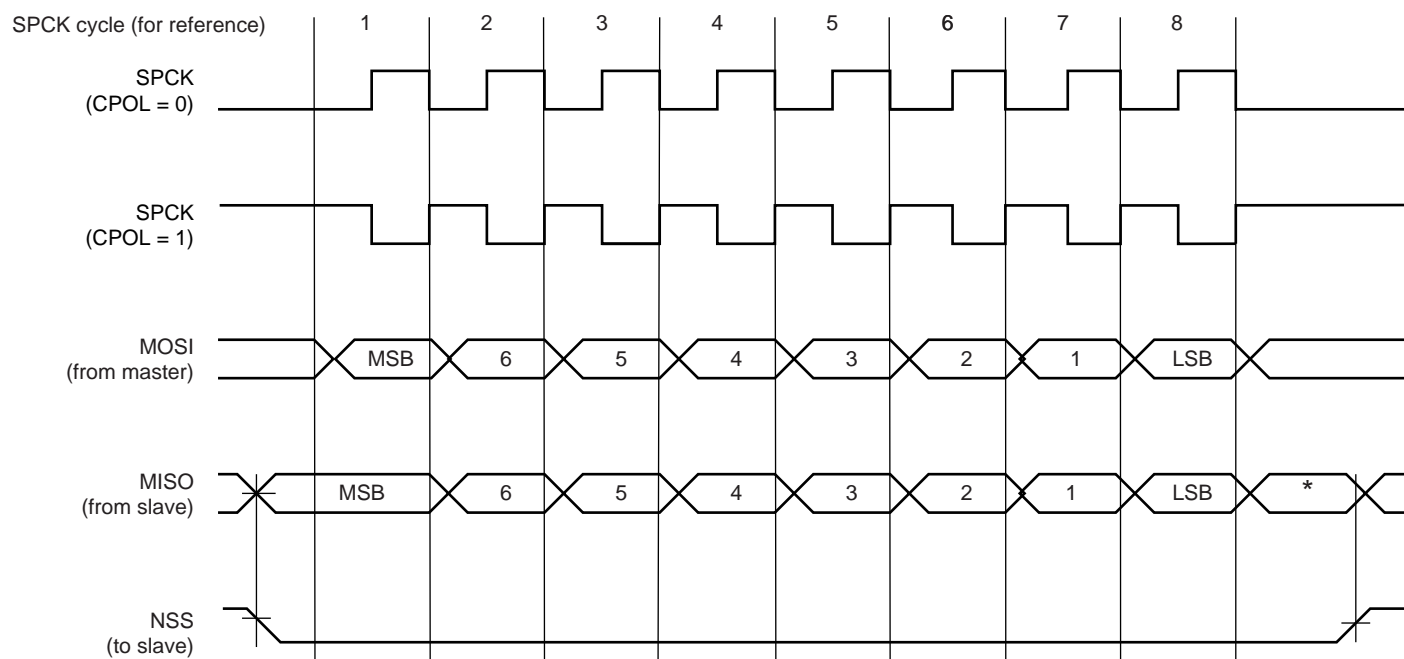 SPCK cycle (for reference) 1 2 3 4 5 6 7 8
SPCK
(CPOL = 0)
SPCK
(CPOL = 1)
MOSI
(from master)
MSB 6 5 4 3 2 1 LSB
MISO
(from slave)
MSB 6 5 4 3 2 1 LSB *
NSS
(to slave)